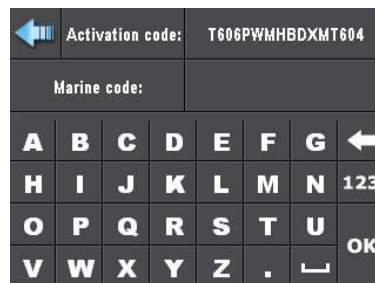 Activation code: T606PWMHBDXMT604
Marine code:
A B C D E F G
H I J K L M N 123
O P Q R S T U
OK
V W X Y Z .